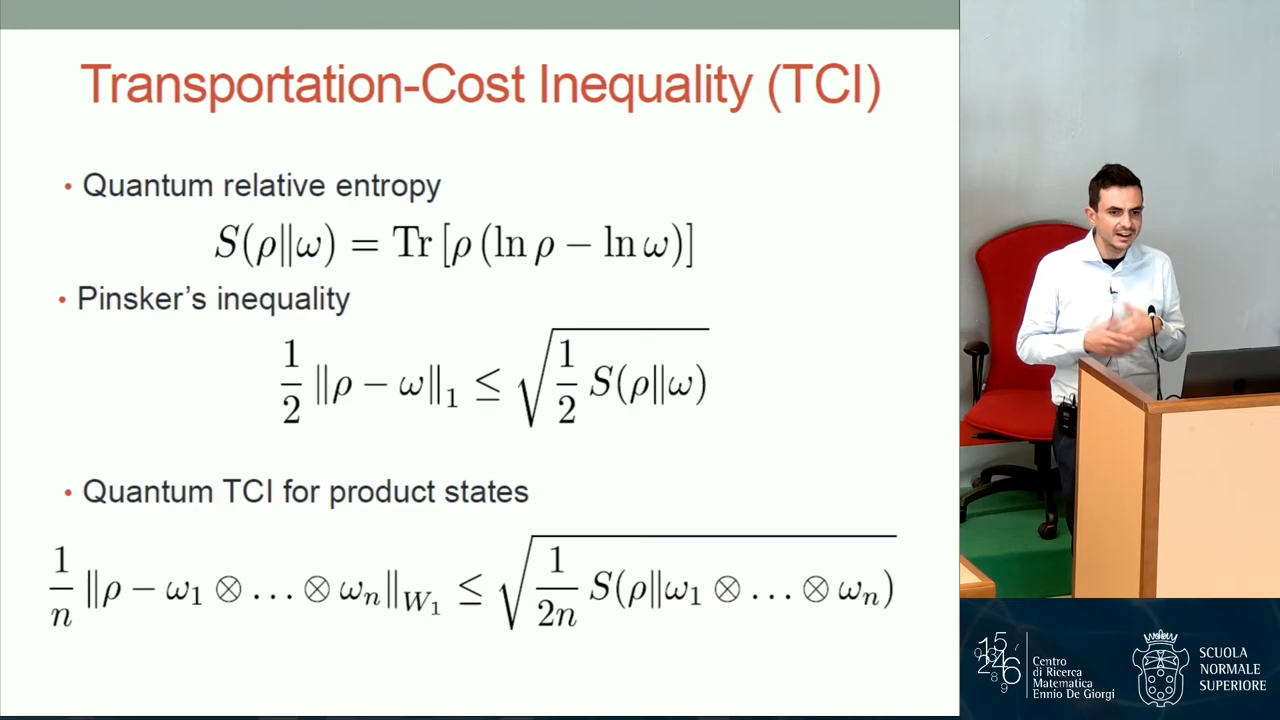 Transportation-Cost Inequality (TCI)
• Quantum relative entropy
S(ρ‖ω) = Tr [ρ (ln ρ − ln ω)]
• Pinsker's inequality
1/2 ‖ρ − ω‖₁ ≤ √(1/2 S(ρ‖ω))
• Quantum TCI for product states
1/n ‖ρ − ω₁ ⊗ … ⊗ ωₙ‖_W₁ ≤ √(1/2n S(ρ‖ω₁ ⊗ … ⊗ ωₙ))
Centro
di Ricerca
Matematica
Ennio De Giorgi
SCUOLA
NORMALE
SUPERIORE